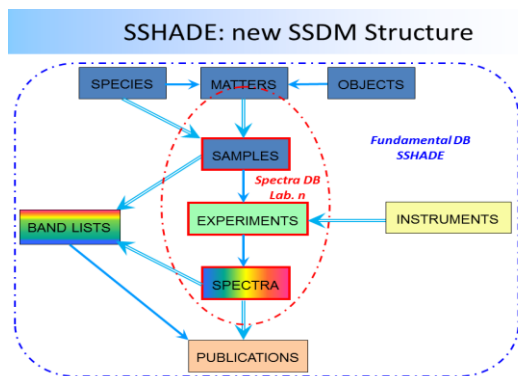 SSHADE: new SSDM Structure
SPECIES
MATTERS
OBJECTS
Fundamental DB
SSHADE
SAMPLES
Spectra DB
Lab. n
BAND LISTS
EXPERIMENTS
INSTRUMENTS
SPECTRA
PUBLICATIONS